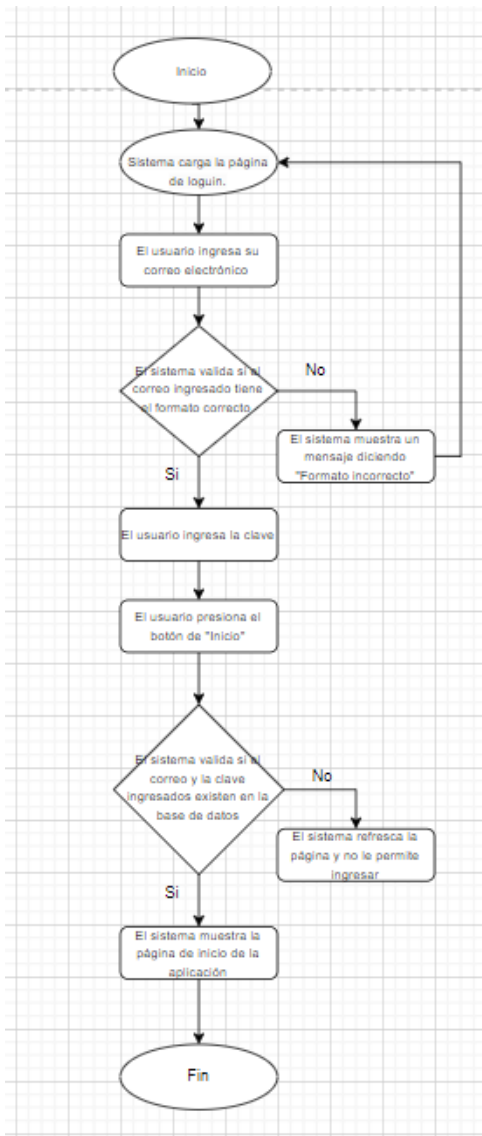 Inicio
Sistema carga la página
de loguin.
El usuario ingresa su
correo electrónico
El sistema valida si el
correo ingresado tiene
el formato correcto
No
El sistema muestra un
mensaje diciendo
"Formato incorrecto"
Si
El usuario ingresa la clave
El usuario presiona el
botón de "Inicio"
El sistema valida si el
correo y la clave
ingresados existen en la
base de datos
No
El sistema refresca la
página y no le permite
ingresar
Si
El sistema muestra la
página de inicio de la
aplicación
Fin